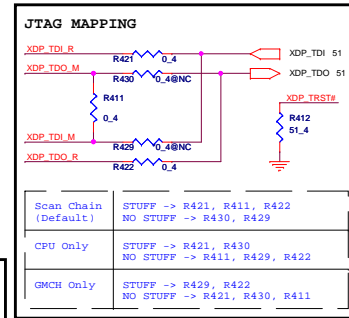 JTAG MAPPING
XDP_TDI_R
R421
0_4
XDP_TDI 51
XDP_TDO_M
R430
0_4@NC
XDP_TDO 51
R411
0_4
XDP_TRST#
R412
51_4
XDP_TDI_M
R429
0_4@NC
XDP_TDO_R
R422
0_4
Scan Chain (Default)
STUFF -> R421, R411, R422
NO STUFF -> R430, R429
CPU Only
STUFF -> R421, R430
NO STUFF -> R411, R429, R422
GMCH Only
STUFF -> R429, R422
NO STUFF -> R421, R430, R411